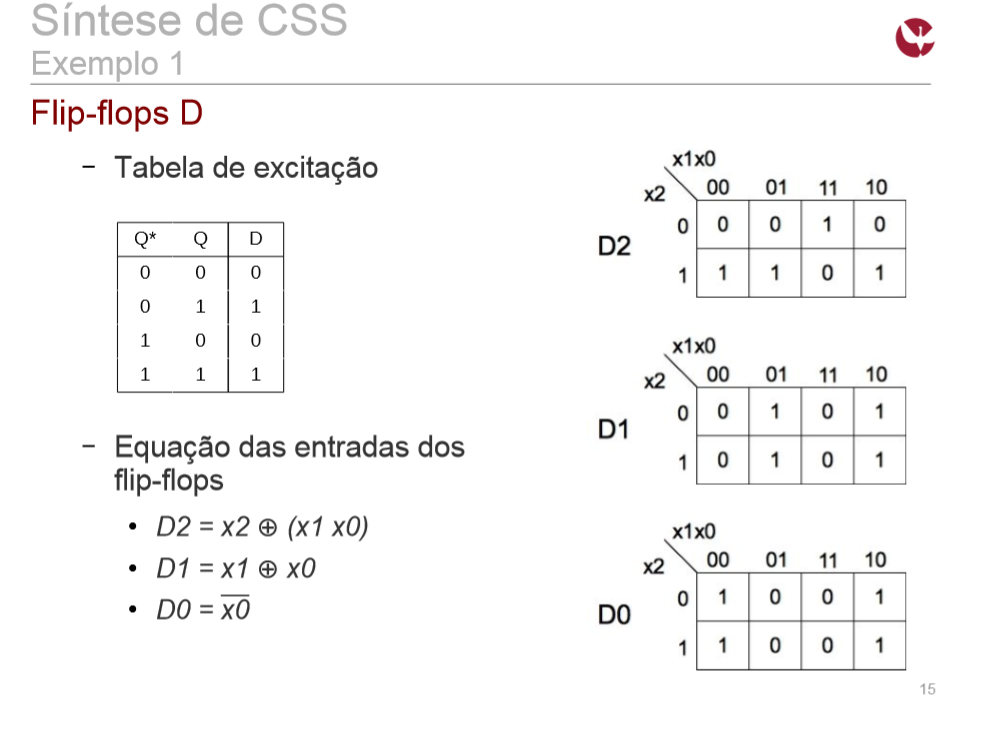 Síntese de CSS
Exemplo 1
Flip-flops D
– Tabela de excitação
Q* Q D
0 0 0
0 1 1
1 0 0
1 1 1
– Equação das entradas dos
flip-flops
• D2 = x2 ⊕ (x1 x0)
• D1 = x1 ⊕ x0
• D0 = x̅0̅
x1x0
x2 00 01 11 10
D2
0 0 0 1 0
1 1 1 0 1
x1x0
x2 00 01 11 10
D1
0 0 1 0 1
1 0 1 0 1
x1x0
x2 00 01 11 10
D0
0 1 0 0 1
1 1 0 0 1
15